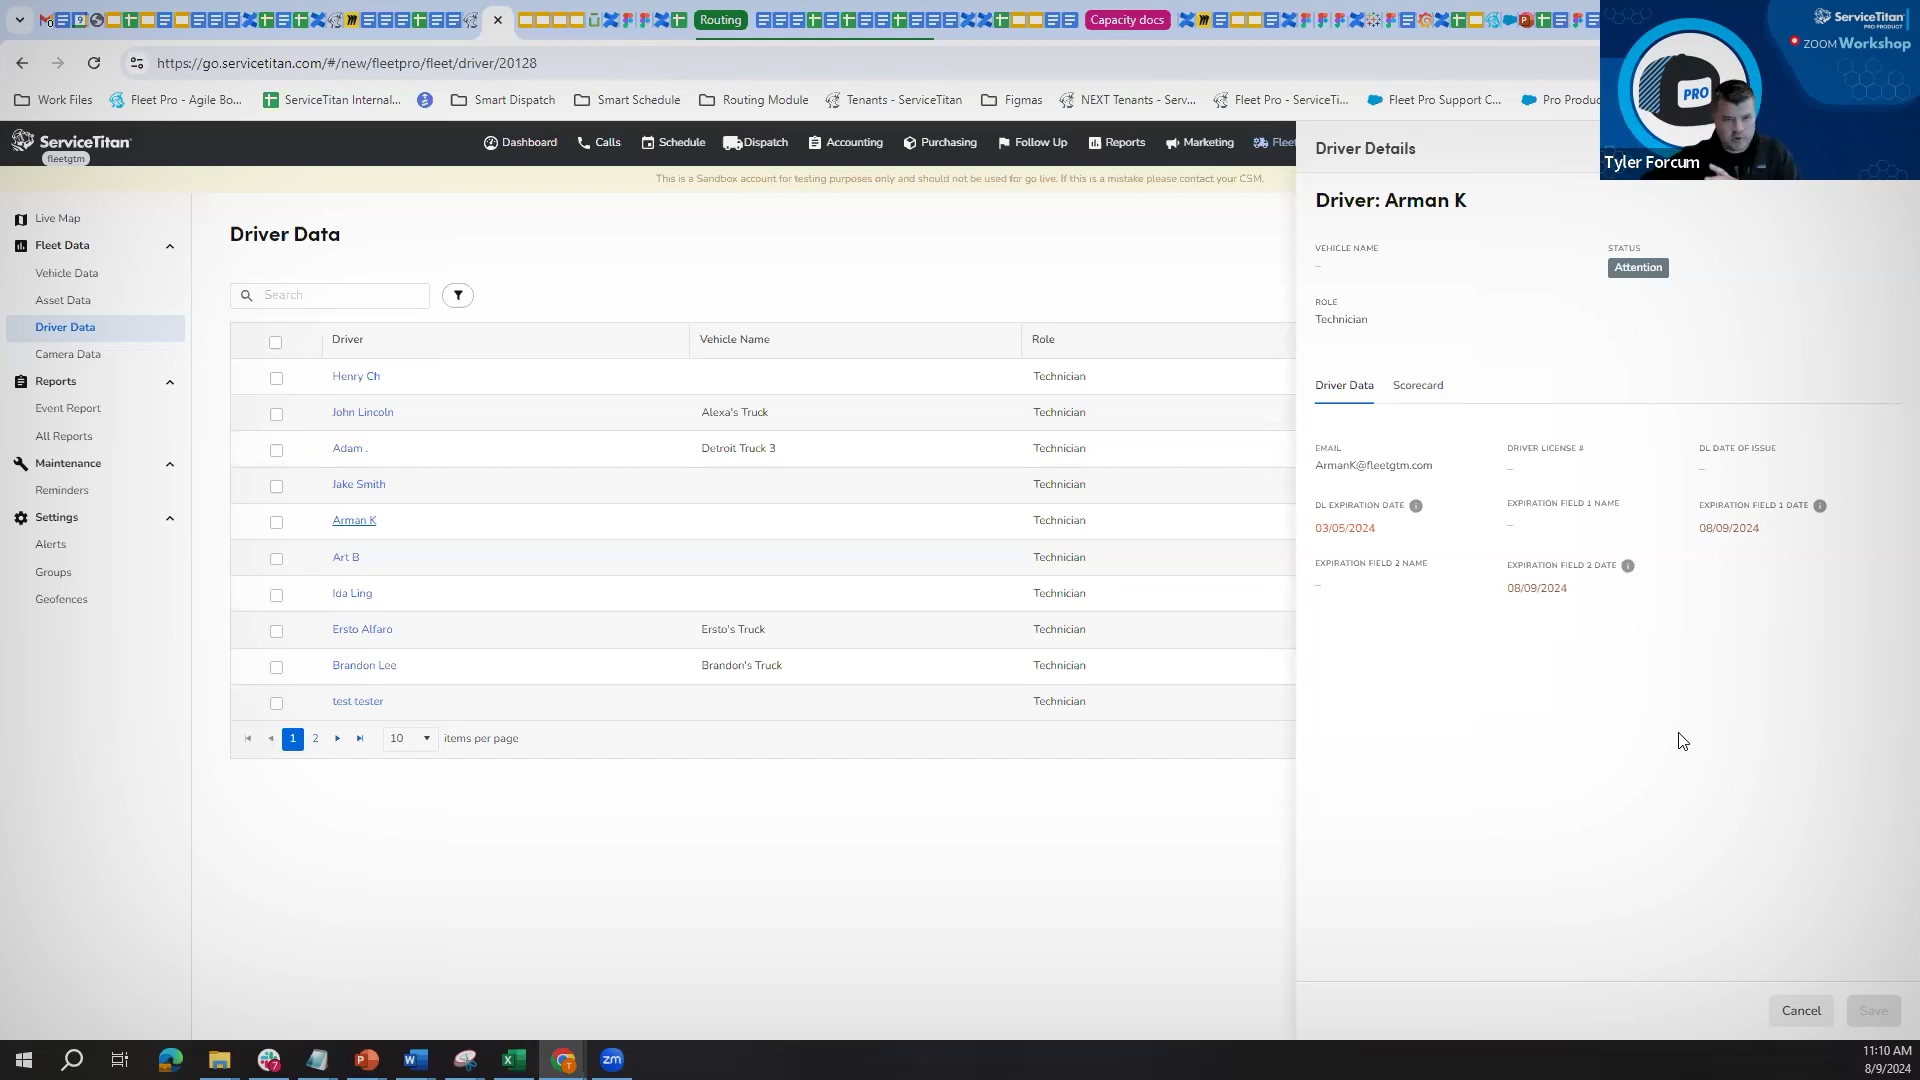 Routing
Capacity docs
https://go.servicetitan.com/#/new/fleetpro/fleet/driver/20128
Work Files
Fleet Pro - Agile Bo...
ServiceTitan Internal...
Smart Dispatch
Smart Schedule
Routing Module
Tenants - ServiceTitan
Figmas
NEXT Tenants - Serv...
Fleet Pro - ServiceTi...
Fleet Pro Support C...
Pro Produc
ServiceTitan
PRO PRODUCT
ZOOM Workshop
PRO
Tyler Forcum
ServiceTitan
fleetgtm
Dashboard
Calls
Schedule
Dispatch
Accounting
Purchasing
Follow Up
Reports
Marketing
Fleet
This is a Sandbox account for testing purposes only and should not be used for go live. If this is a mistake please contact your CSM.
Live Map
Fleet Data
Vehicle Data
Asset Data
Driver Data
Camera Data
Reports
Event Report
All Reports
Maintenance
Reminders
Settings
Alerts
Groups
Geofences
Driver Data
Search
Driver Vehicle Name Role
Henry Ch Technician
John Lincoln Alexa's Truck Technician
Adam . Detroit Truck 3 Technician
Jake Smith Technician
Arman K Technician
Art B Technician
Ida Ling Technician
Ersto Alfaro Ersto's Truck Technician
Brandon Lee Brandon's Truck Technician
test tester Technician
1 2 10 items per page
Driver Details
Driver: Arman K
VEHICLE NAME STATUS
– Attention
ROLE
Technician
Driver Data Scorecard
EMAIL DRIVER LICENSE # DL DATE OF ISSUE
ArmanK@fleetgtm.com – –
DL EXPIRATION DATE EXPIRATION FIELD 1 NAME EXPIRATION FIELD 1 DATE
03/05/2024 – 08/09/2024
EXPIRATION FIELD 2 NAME EXPIRATION FIELD 2 DATE
– 08/09/2024
Cancel Save
7
zm
11:10 AM
8/9/2024